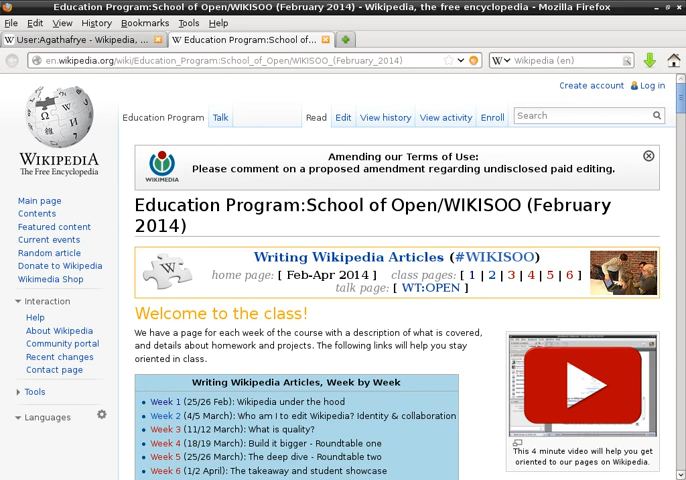 Education Program:School of Open/WIKISOO (February 2014) - Wikipedia, the free encyclopedia - Mozilla Firefox
File Edit View History Bookmarks Tools Help
W User:Agathafrye - Wikipedia, ...
W Education Program:School of...
en.wikipedia.org/wiki/Education_Program:School_of_Open/WIKISOO_(February_2014)
W Wikipedia (en)
Create account Log in
Education Program Talk Read Edit View history View activity Enroll Search
WIKIPEDIA
The Free Encyclopedia
Main page
Contents
Featured content
Current events
Random article
Donate to Wikipedia
Wikimedia Shop
Interaction
Help
About Wikipedia
Community portal
Recent changes
Contact page
Tools
Languages
WIKIMEDIA
Amending our Terms of Use:
Please comment on a proposed amendment regarding undisclosed paid editing.
Education Program:School of Open/WIKISOO (February
2014)
W
Writing Wikipedia Articles (#WIKISOO)
home page: [ Feb-Apr 2014 ] class pages: [ 1 | 2 | 3 | 4 | 5 | 6 ]
talk page: [ WT:OPEN ]
Welcome to the class!
We have a page for each week of the course with a description of what is covered,
and details about homework and projects. The following links will help you stay
oriented in class.
Writing Wikipedia Articles, Week by Week
• Week 1 (25/26 Feb): Wikipedia under the hood
• Week 2 (4/5 March): Who am I to edit Wikipedia? Identity & collaboration
• Week 3 (11/12 March): What is quality?
• Week 4 (18/19 March): Build it bigger - Roundtable one
• Week 5 (25/26 March): The deep dive - Roundtable two
• Week 6 (1/2 April): The takeaway and student showcase
This 4 minute video will help you get
oriented to our pages on Wikipedia.